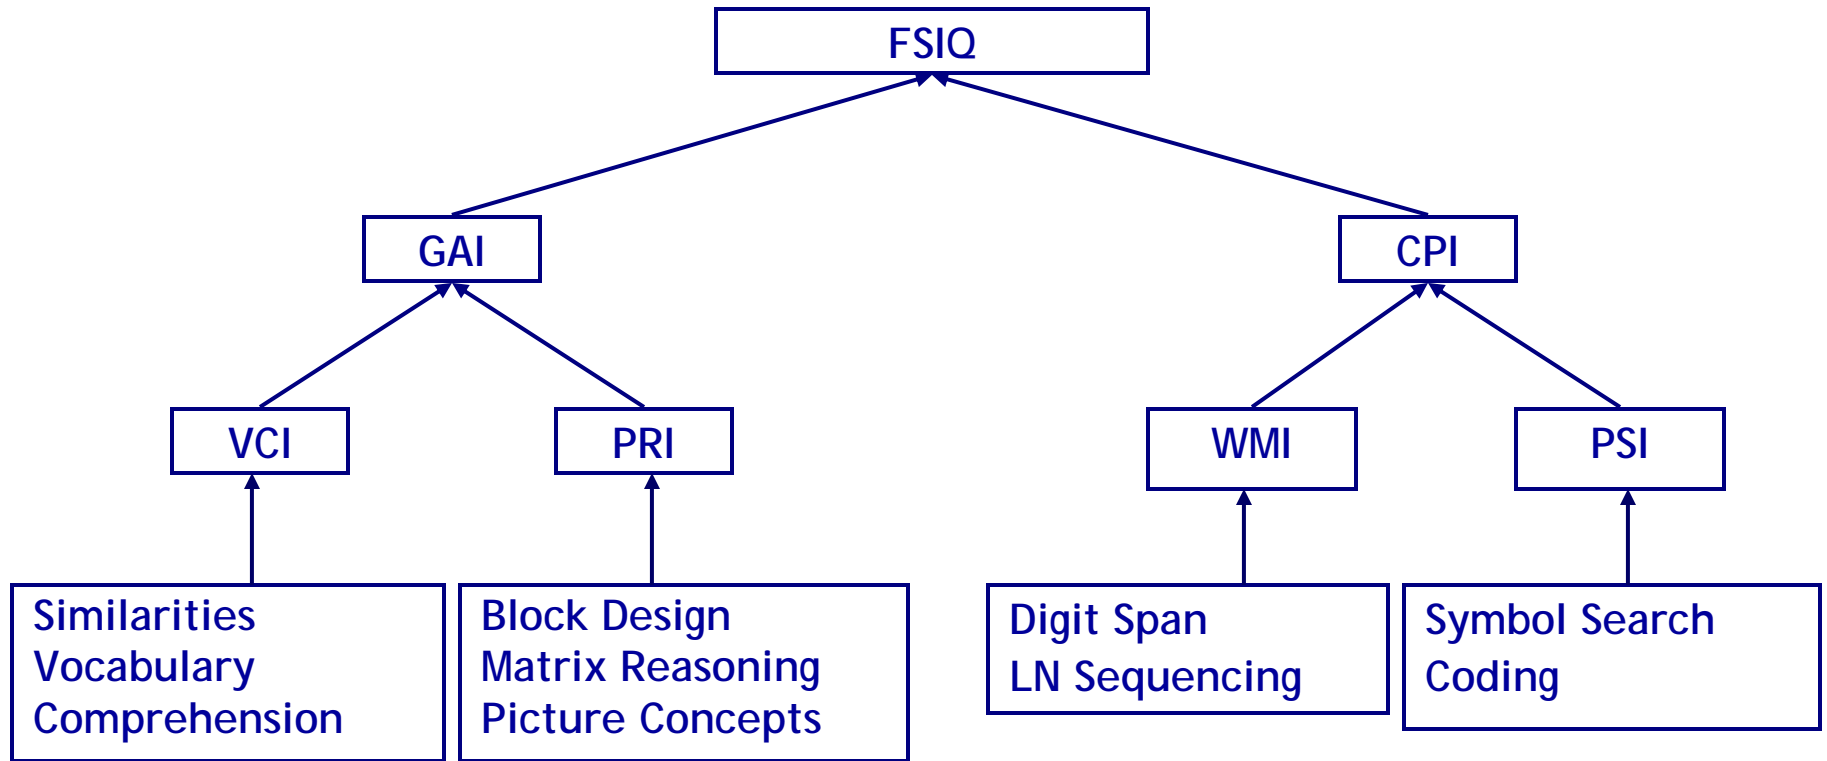 FSIQ
GAI
CPI
VCI
PRI
WMI
PSI
Similarities
Vocabulary
Comprehension
Block Design
Matrix Reasoning
Picture Concepts
Digit Span
LN Sequencing
Symbol Search
Coding